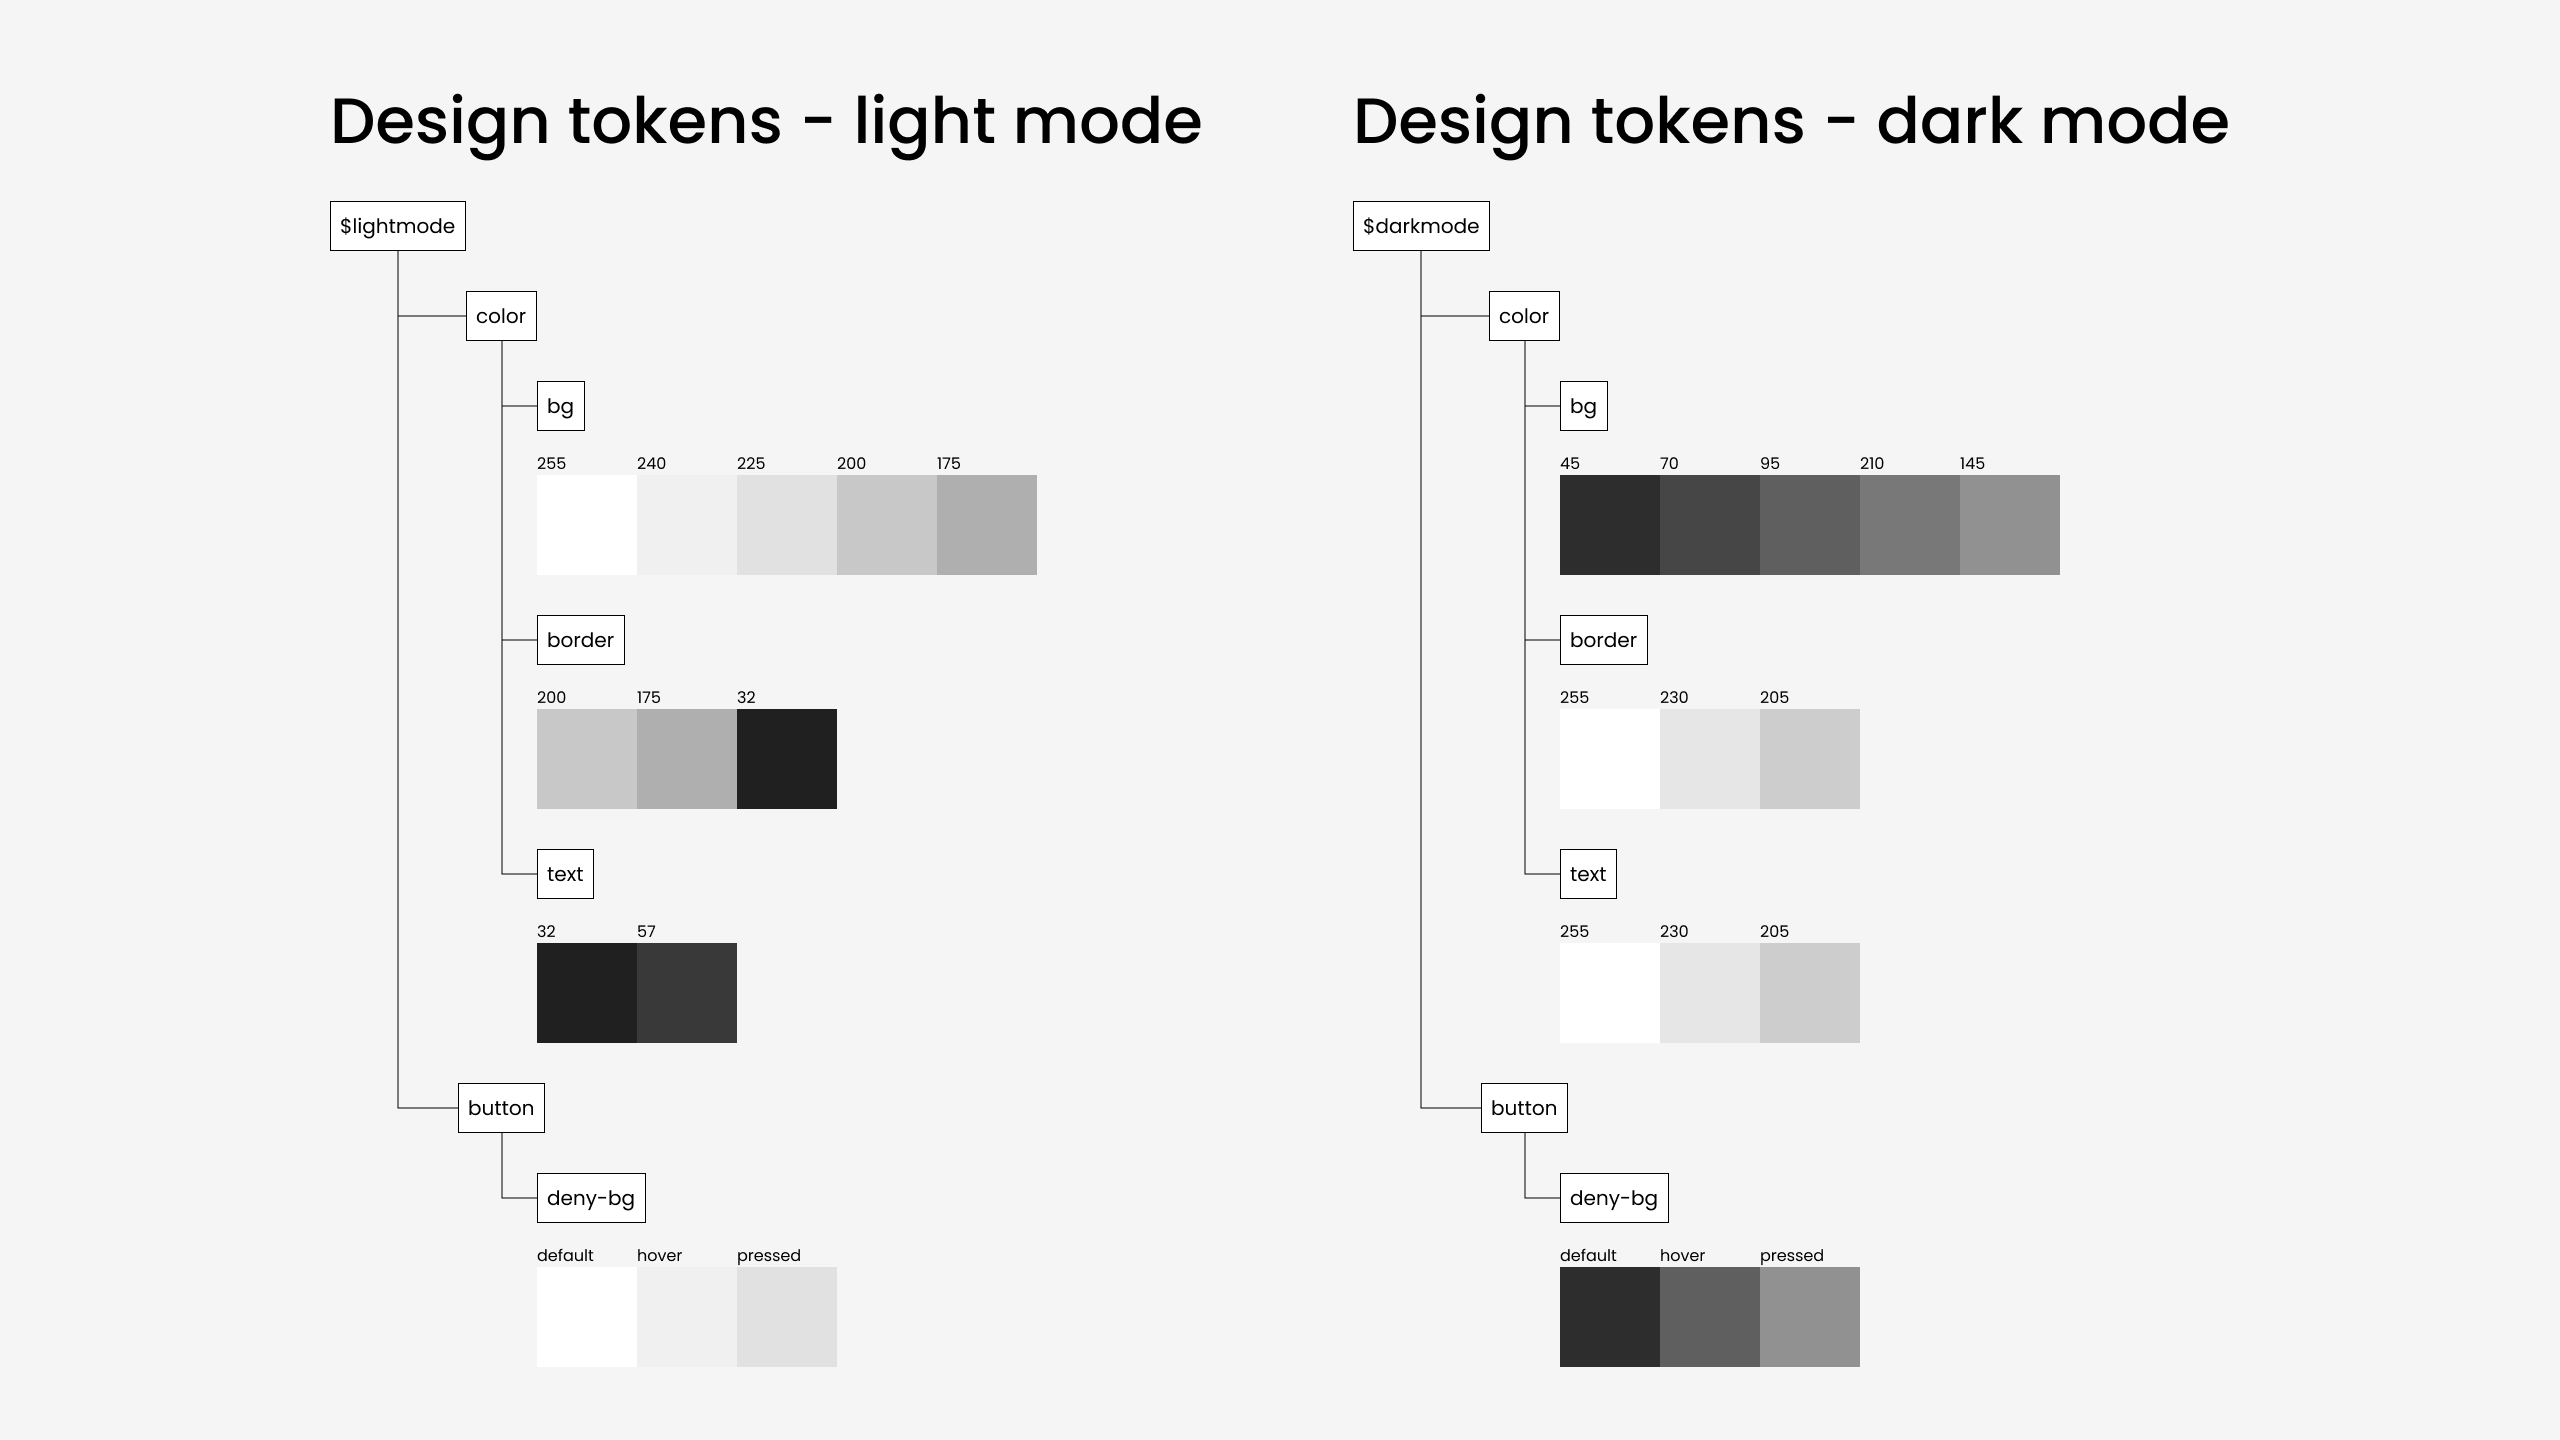 Design tokens - light mode
$lightmode
color
bg
255 240 225 200 175
border
200 175 32
text
32 57
button
deny-bg
default hover pressed
Design tokens - dark mode
$darkmode
color
bg
45 70 95 210 145
border
255 230 205
text
255 230 205
button
deny-bg
default hover pressed